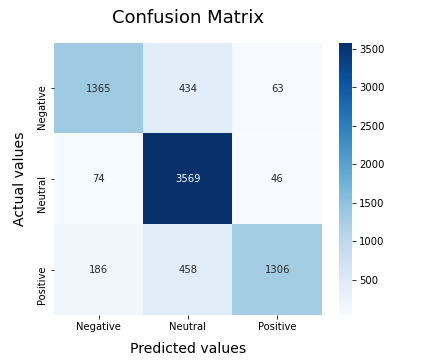 Confusion Matrix
3500
3000
2500
2000
1500
1000
500
Actual values
Negative
Neutral
Positive
1365 434 63
74 3569 46
186 458 1306
Negative Neutral Positive
Predicted values